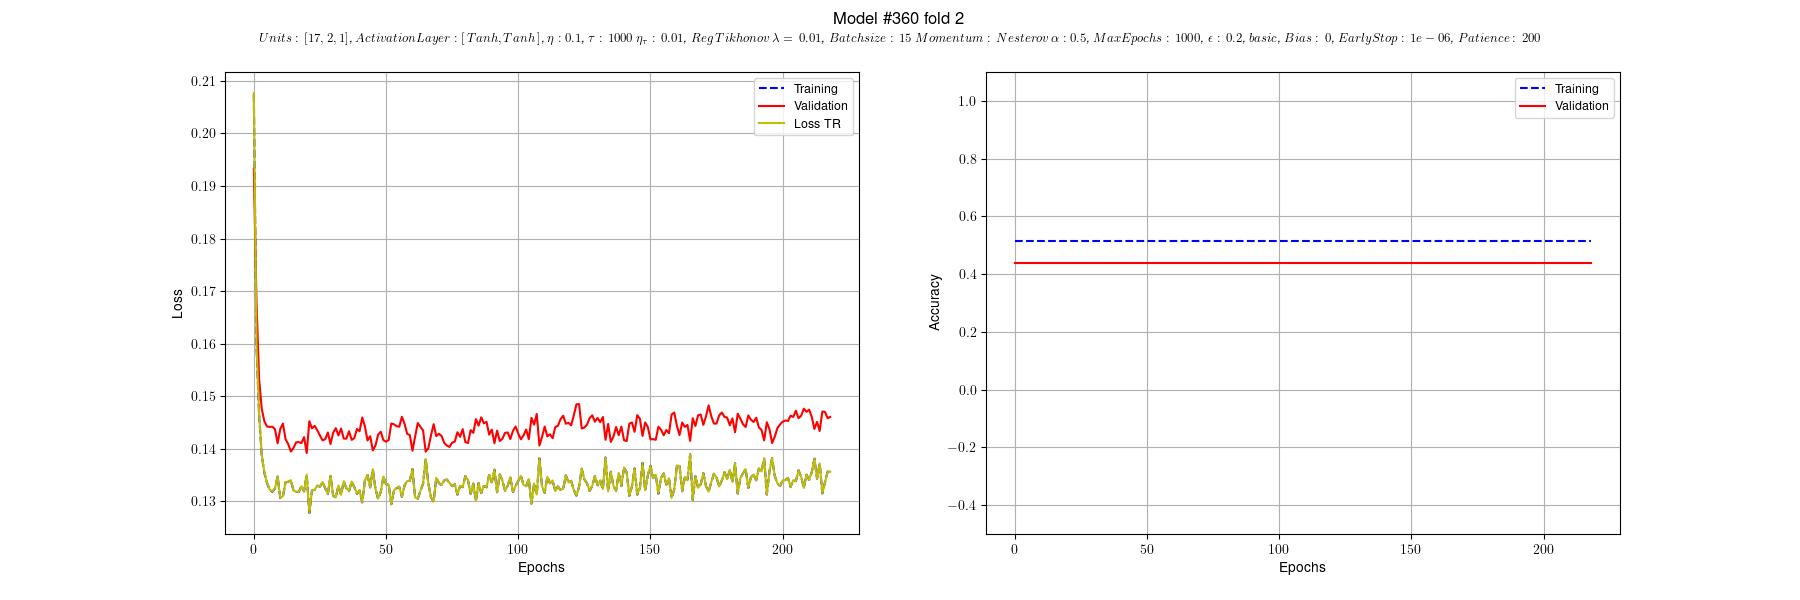 Model #360 fold 2
Units : [17, 2, 1], ActivationLayer : [Tanh, Tanh], η : 0.1, τ : 1000 ητ : 0.01, RegTikhonov λ = 0.01, Batchsize : 15 Momentum : Nesterov α : 0.5, MaxEpochs : 1000, ϵ : 0.2, basic, Bias : 0, EarlyStop : 1e − 06, Patience : 200
0.21
0.20
0.19
0.18
0.17
0.16
0.15
0.14
0.13
Loss
0
50
100
150
200
Epochs
Training
Validation
Loss TR
1.0
0.8
0.6
0.4
0.2
0.0
−0.2
−0.4
Accuracy
0
50
100
150
200
Epochs
Training
Validation